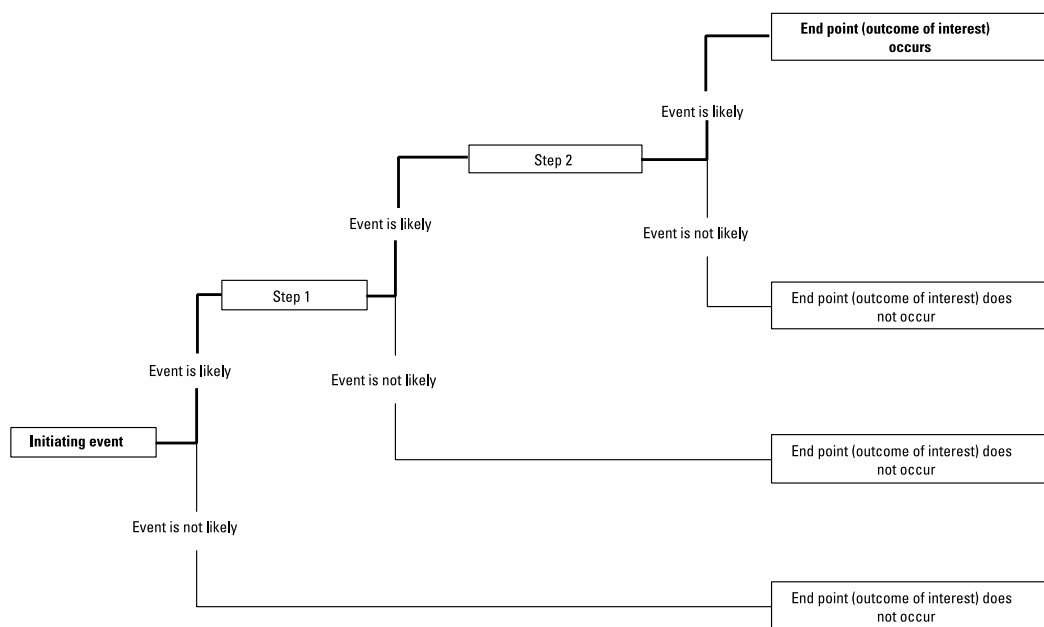 End point (outcome of interest)
occurs
Event is likely
Step 2
Event is likely
Event is not likely
Step 1
End point (outcome of interest) does
not occur
Event is likely
Event is not likely
Initiating event
End point (outcome of interest) does
not occur
Event is not likely
End point (outcome of interest) does
not occur